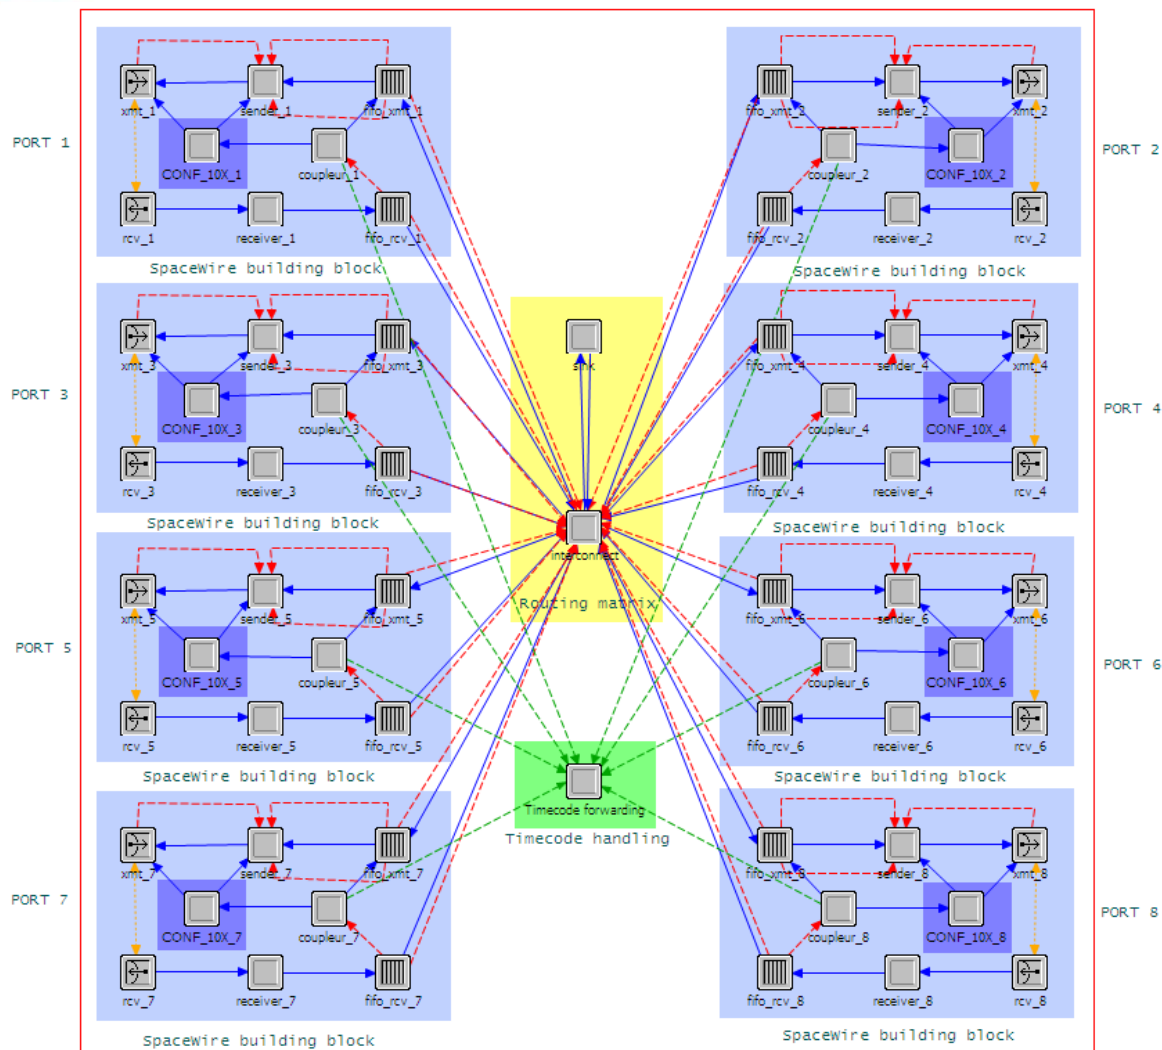 PORT 1
xmt_1
sender_1
fifo_xmt_1
CONF_10X_1
coupleur_1
rcv_1
receiver_1
fifo_rcv_1
SpaceWire building block
PORT 2
fifo_xmt_2
sender_2
xmt_2
coupleur_2
CONF_10X_2
fifo_rcv_2
receiver_2
rcv_2
SpaceWire building block
PORT 3
xmt_3
sender_3
fifo_xmt_3
CONF_10X_3
coupleur_3
rcv_3
receiver_3
fifo_rcv_3
SpaceWire building block
sink
interconnect
Routing matrix
PORT 4
fifo_xmt_4
sender_4
xmt_4
coupleur_4
CONF_10X_4
fifo_rcv_4
receiver_4
rcv_4
SpaceWire building block
PORT 5
xmt_5
sender_5
fifo_xmt_5
CONF_10X_5
coupleur_5
rcv_5
receiver_5
fifo_rcv_5
SpaceWire building block
PORT 6
fifo_xmt_6
sender_6
xmt_6
coupleur_6
CONF_10X_6
fifo_rcv_6
receiver_6
rcv_6
SpaceWire building block
Timecode forwarding
Timecode handling
PORT 7
xmt_7
sender_7
fifo_xmt_7
CONF_10X_7
coupleur_7
rcv_7
receiver_7
fifo_rcv_7
SpaceWire building block
PORT 8
fifo_xmt_8
sender_8
xmt_8
coupleur_8
CONF_10X_8
fifo_rcv_8
receiver_8
rcv_8
SpaceWire building block